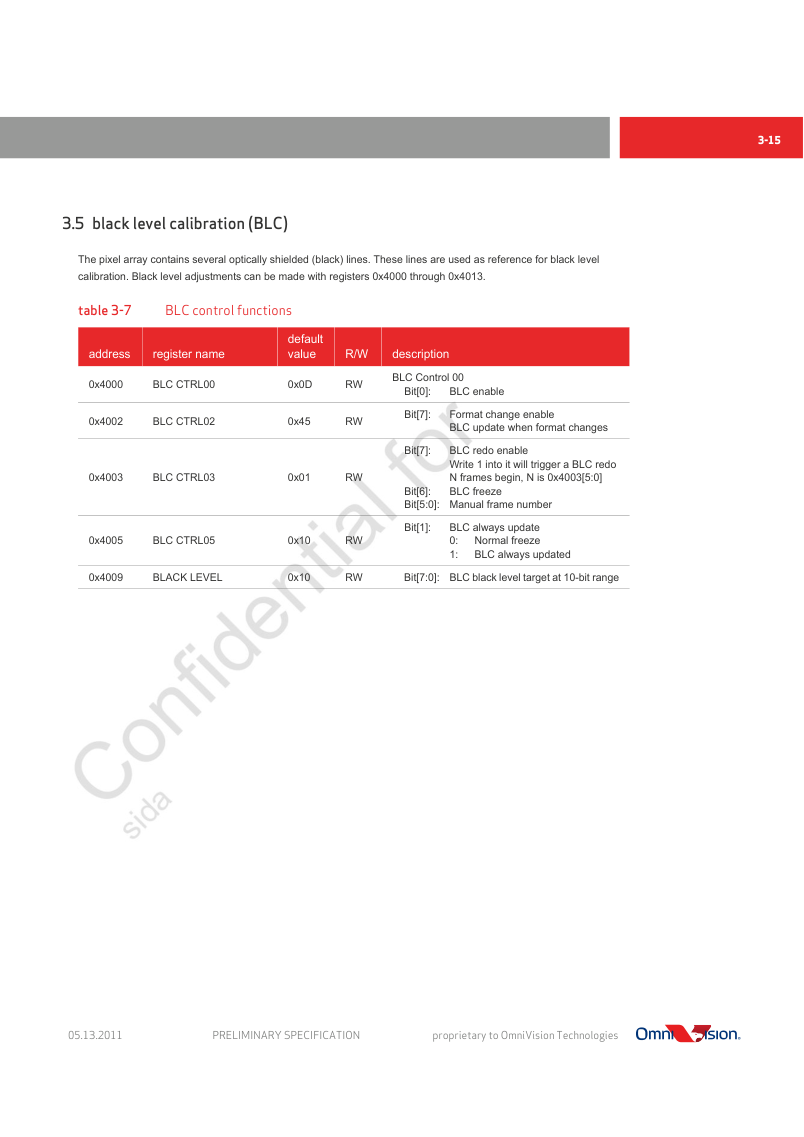 3-15
3.5 black level calibration (BLC)
The pixel array contains several optically shielded (black) lines. These lines are used as reference for black level
calibration. Black level adjustments can be made with registers 0x4000 through 0x4013.
table 3-7 BLC control functions
address register name default value R/W description
0x4000 BLC CTRL00 0x0D RW BLC Control 00
Bit[0]: BLC enable
0x4002 BLC CTRL02 0x45 RW Bit[7]: Format change enable
BLC update when format changes
0x4003 BLC CTRL03 0x01 RW Bit[7]: BLC redo enable
Write 1 into it will trigger a BLC redo
N frames begin, N is 0x4003[5:0]
Bit[6]: BLC freeze
Bit[5:0]: Manual frame number
0x4005 BLC CTRL05 0x10 RW Bit[1]: BLC always update
0: Normal freeze
1: BLC always updated
0x4009 BLACK LEVEL 0x10 RW Bit[7:0]: BLC black level target at 10-bit range
Confidential for
sida
05.13.2011 PRELIMINARY SPECIFICATION proprietary to OmniVision Technologies OmniVision